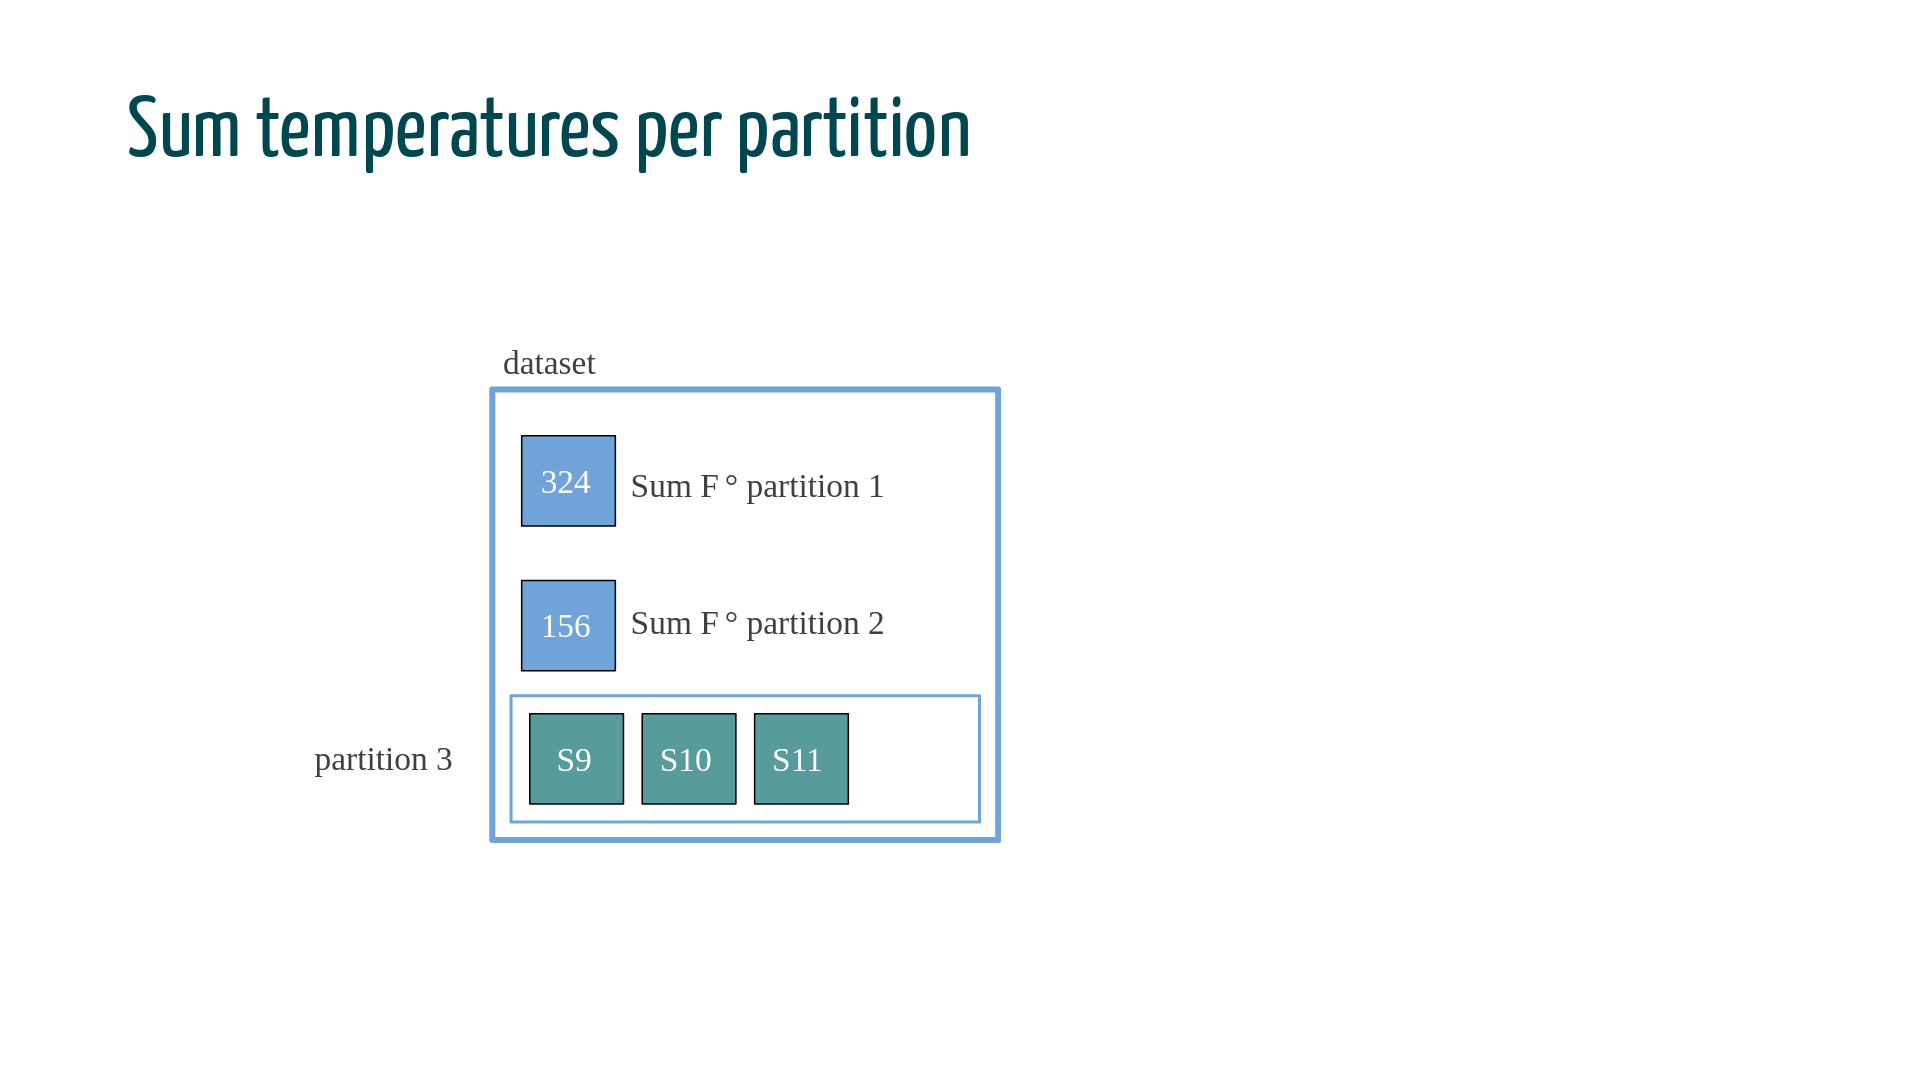 Sum temperatures per partition
dataset
324 Sum F ° partition 1
156 Sum F ° partition 2
partition 3 S9 S10 S11